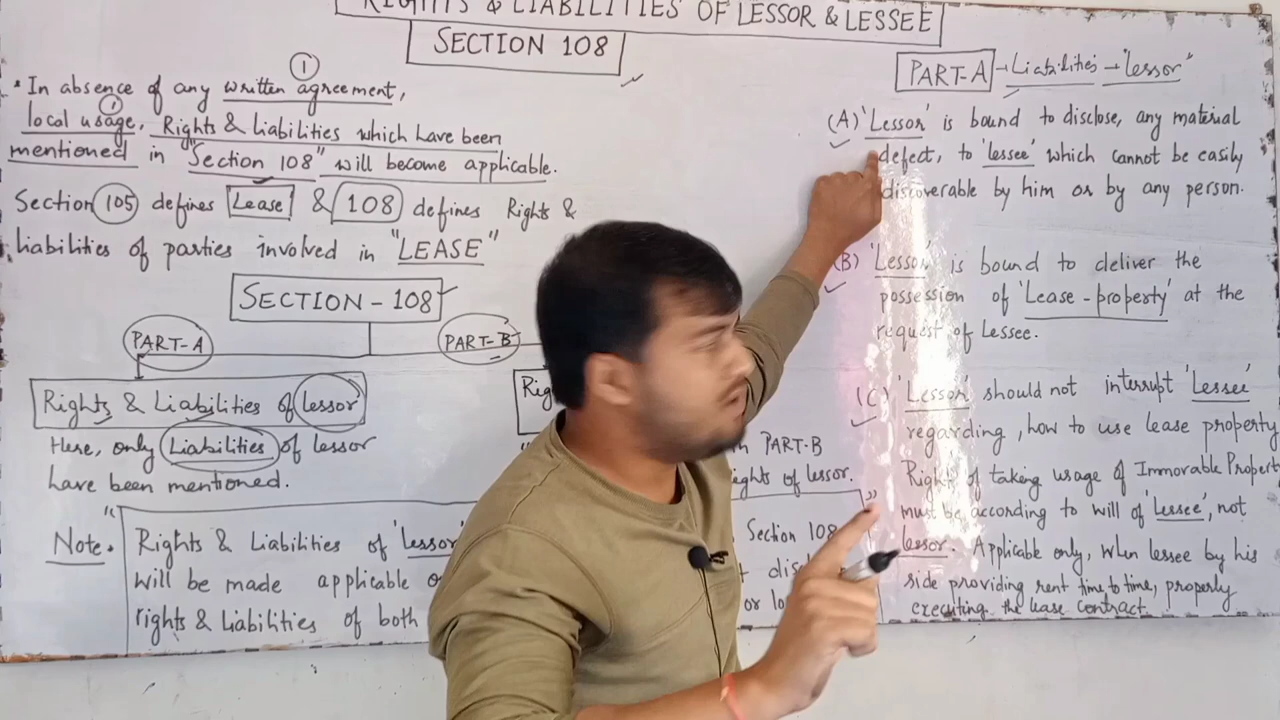 RIGHTS & LIABILITIES OF LESSOR & LESSEE
SECTION 108
①
• In absence of any written agreement,
①
local usage, Rights & Liabilities which have been
mentioned in "Section 108" will become applicable.
Section 105 defines Lease & 108 defines Rights &
liabilities of parties involved in "LEASE"
SECTION - 108
PART-A
PART-B
Rights & Liabilities of lessor
Here, only Liabilities of lessor
have been mentioned.
Rig
PART-B
ights of lessor.
Note. "Rights & Liabilities of 'lessor'
will be made applicable
rights & Liabilities of both
Section 108
or
"
PART-A → Liabilities → 'lessor'
(A) 'Lessor' is bound to disclose, any material
defect, to 'lessee' which cannot be easily
discoverable by him or by any person.
(B) 'Lessor' is bound to deliver the
possession of 'Lease - property' at the
request of Lessee.
(C) 'Lessor' should not interrupt 'Lessee'
regarding, how to use lease property
Right of taking usage of Immovable Property
must be according to will of 'lessee', not
lessor. Applicable only, when lessee by his
side providing rent time to time, properly
executing the lease contract.